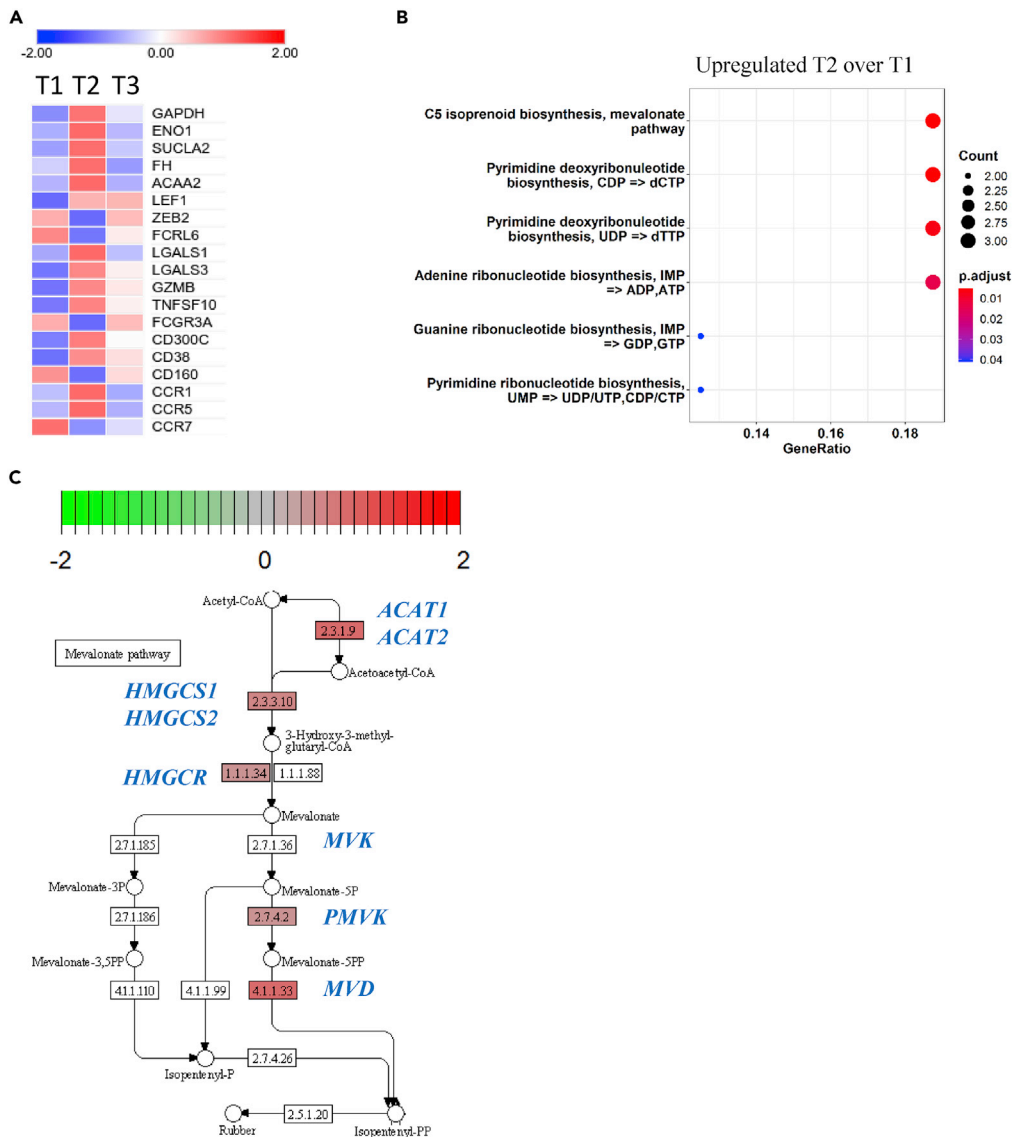 A
-2.00 0.00 2.00
T1 T2 T3
GAPDH
ENO1
SUCLA2
FH
ACAA2
LEF1
ZEB2
FCRL6
LGALS1
LGALS3
GZMB
TNFSF10
FCGR3A
CD300C
CD38
CD160
CCR1
CCR5
CCR7
B
Upregulated T2 over T1
C5 isoprenoid biosynthesis, mevalonate
pathway
Pyrimidine deoxyribonuleotide
biosynthesis, CDP => dCTP
Pyrimidine deoxyribonuleotide
biosynthesis, UDP => dTTP
Adenine ribonucleotide biosynthesis, IMP
=> ADP,ATP
Guanine ribonucleotide biosynthesis, IMP
=> GDP,GTP
Pyrimidine ribonucleotide biosynthesis,
UMP => UDP/UTP,CDP/CTP
0.14 0.16 0.18
GeneRatio
Count
2.00
2.25
2.50
2.75
3.00
p.adjust
0.01
0.02
0.03
0.04
C
-2 0 2
Mevalonate pathway
Acetyl-CoA
2.3.1.9
ACAT1
ACAT2
Acetoacetyl-CoA
HMGCS1
HMGCS2
2.3.3.10
3-Hydroxy-3-methyl-
glutaryl-CoA
HMGCR
1.1.1.34
1.1.1.88
Mevalonate
2.7.1.185
2.7.1.36
MVK
Mevalonate-3P
Mevalonate-5P
2.7.1.186
2.7.4.2
PMVK
Mevalonate-3,5PP
Mevalonate-5PP
4.1.1.110
4.1.1.99
4.1.1.33
MVD
Isopentenyl-P
2.7.4.26
Rubber
2.5.1.20
Isopentenyl-PP